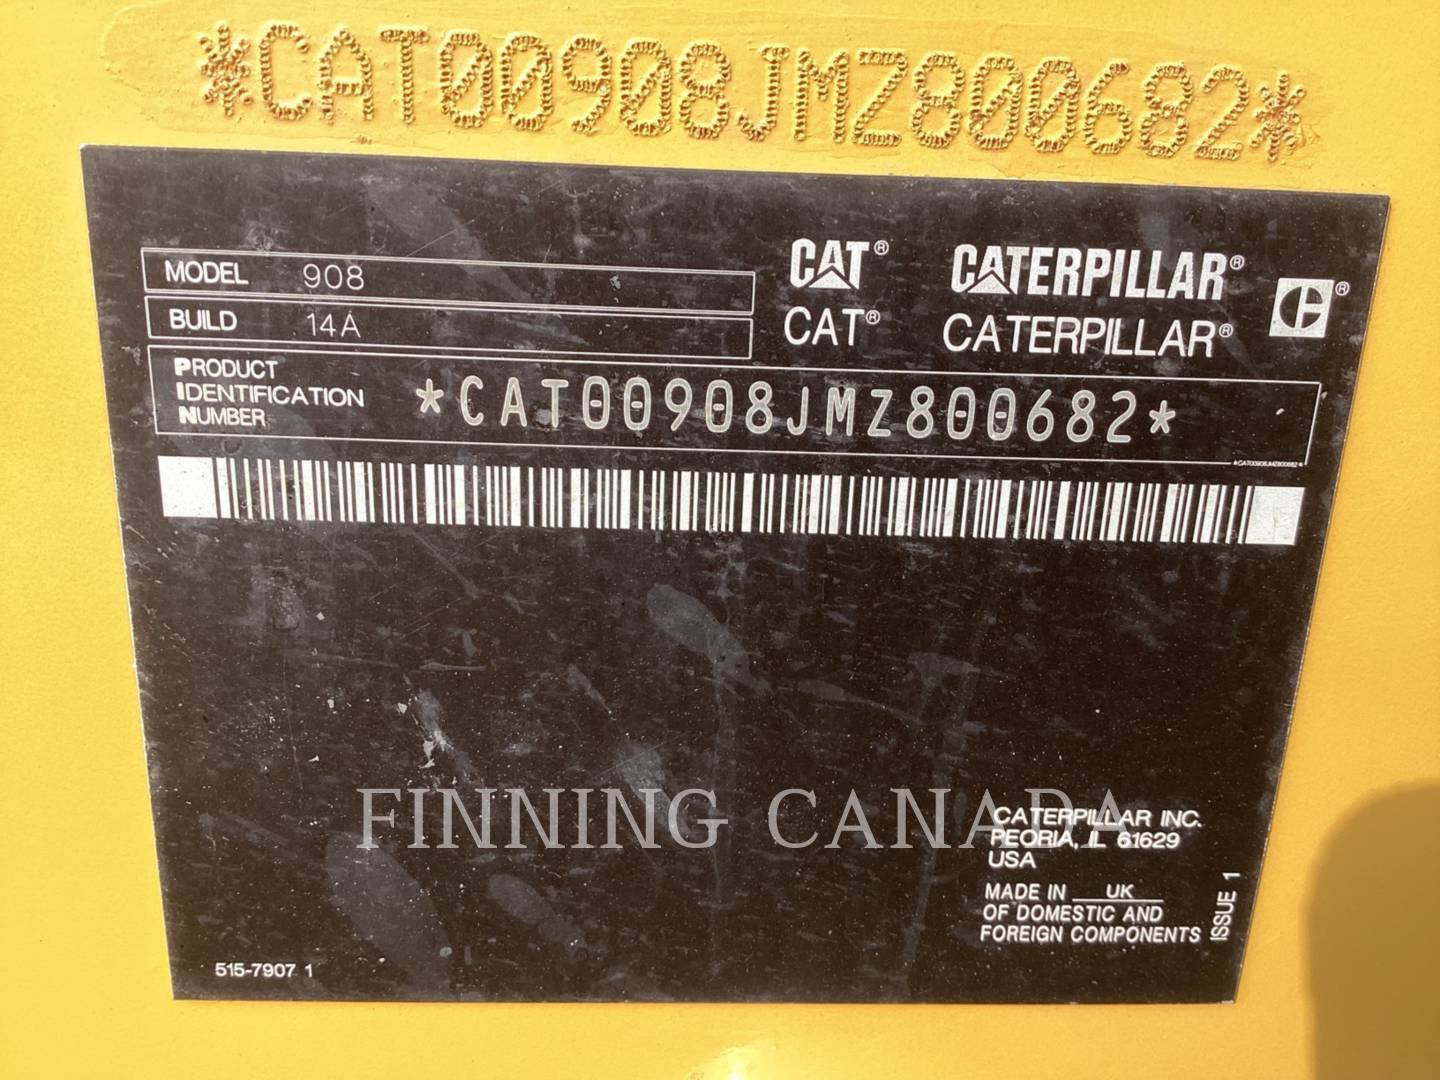 *CAT00908JMZ800682*
MODEL 908
BUILD 14A
CAT® CATERPILLAR®
CAT® CATERPILLAR®
C®
PRODUCT
IDENTIFICATION
NUMBER
*CAT00908JMZ800682*
*CAT00908JMZ800682*
FINNING CANADA
CATERPILLAR INC.
PEORIA, IL 61629
USA
MADE IN UK
OF DOMESTIC AND
FOREIGN COMPONENTS
ISSUE 1
515-7907 1